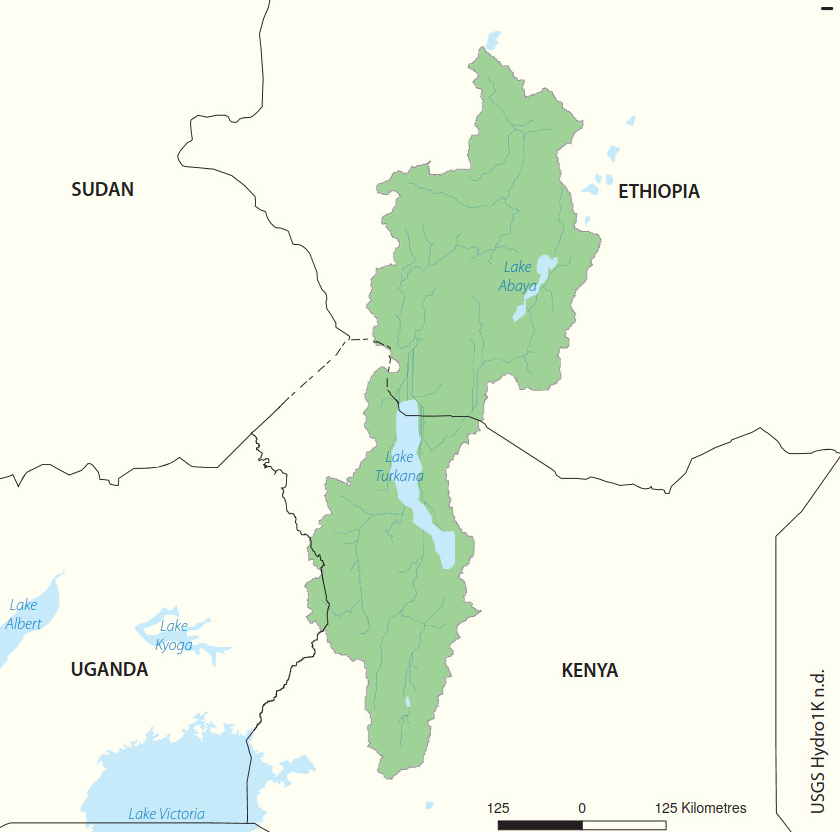 SUDAN
ETHIOPIA
Lake
Abaya
Lake
Turkana
Lake
Albert
Lake
Kyoga
UGANDA
KENYA
Lake Victoria
125 0 125 Kilometres
USGS Hydro1K n.d.